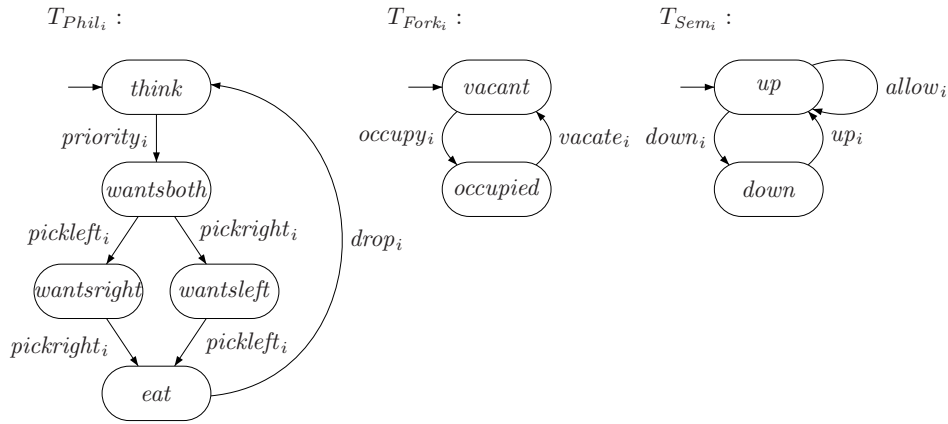 T_{Phil_i} :
think
priority_i
wantsboth
pickleft_i
pickright_i
wantsright
wantsleft
pickright_i
pickleft_i
eat
drop_i
T_{Fork_i} :
vacant
occupy_i
vacate_i
occupied
T_{Sem_i} :
up
allow_i
down_i
up_i
down